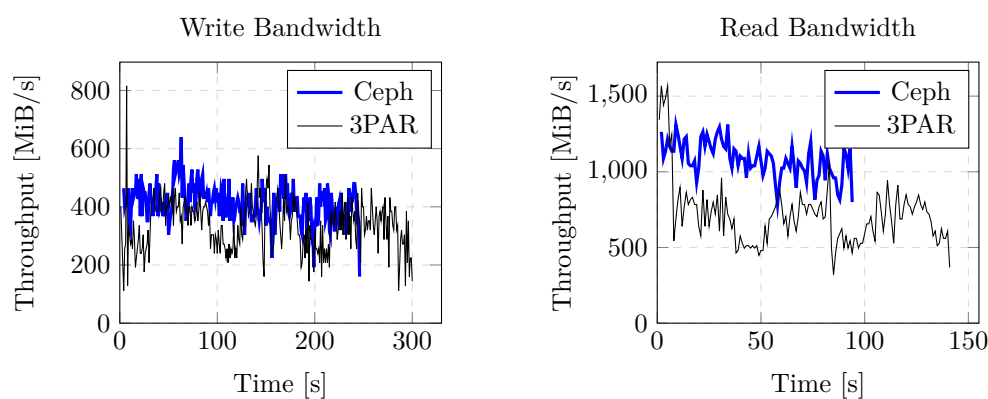 Write Bandwidth
Throughput [MiB/s]
800
600
400
200
0
0 100 200 300
Time [s]
Ceph
3PAR
Read Bandwidth
Throughput [MiB/s]
1,500
1,000
500
0
0 50 100 150
Time [s]
Ceph
3PAR